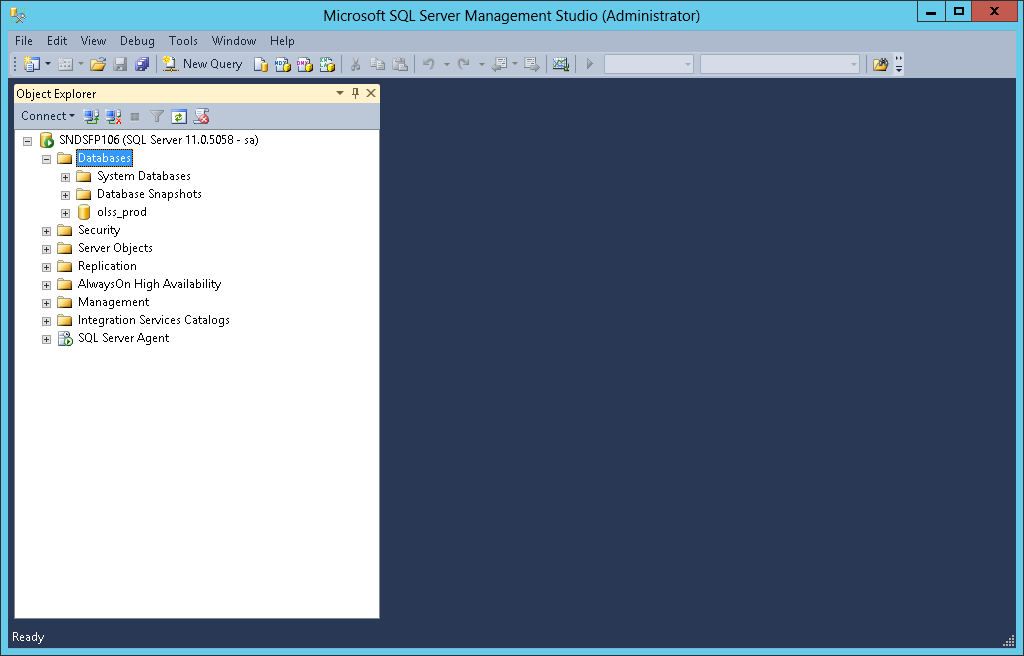 Microsoft SQL Server Management Studio (Administrator)
File Edit View Debug Tools Window Help
New Query
Object Explorer
Connect
SNDSFP106 (SQL Server 11.0.5058 - sa)
Databases
System Databases
Database Snapshots
olss_prod
Security
Server Objects
Replication
AlwaysOn High Availability
Management
Integration Services Catalogs
SQL Server Agent
Ready